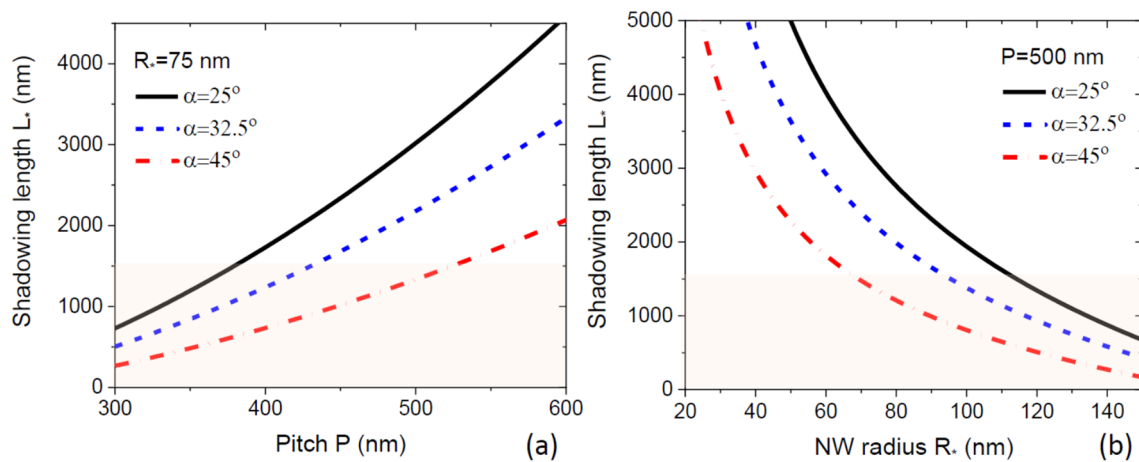 R*=75 nm
α=25°
α=32.5°
α=45°
4000
3000
2000
1000
0
300
400
500
600
Shadowing length L* (nm)
Pitch P (nm)
(a)
P=500 nm
α=25°
α=32.5°
α=45°
5000
4000
3000
2000
1000
0
20
40
60
80
100
120
140
Shadowing length L* (nm)
NW radius R* (nm)
(b)